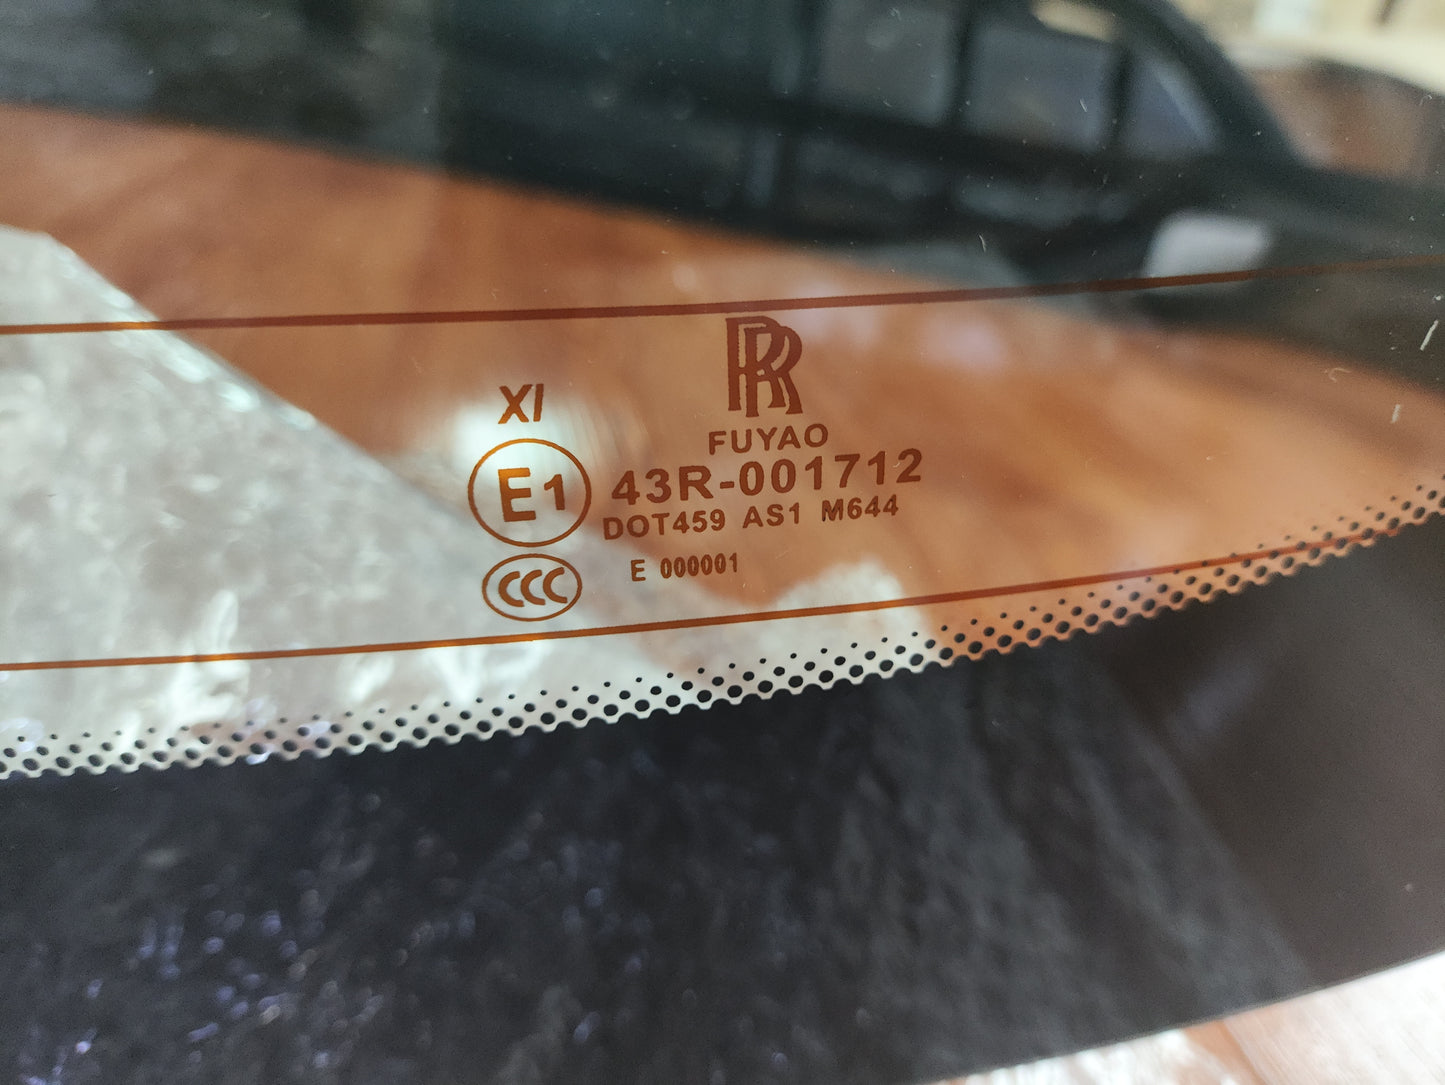 RR
XI
FUYAO
E1 43R-001712
DOT459 AS1 M644
CCC E 000001